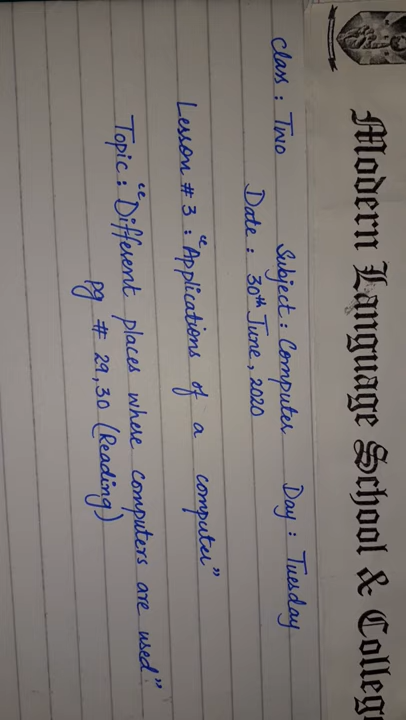 Modern Language School & College
Class : Two Subject : Computer Day : Tuesday
Date : 30th June, 2020
Lesson # 3 : "Applications of a computer"
Topic : "Different places where computers are used"
pg # 29, 30 (Reading)